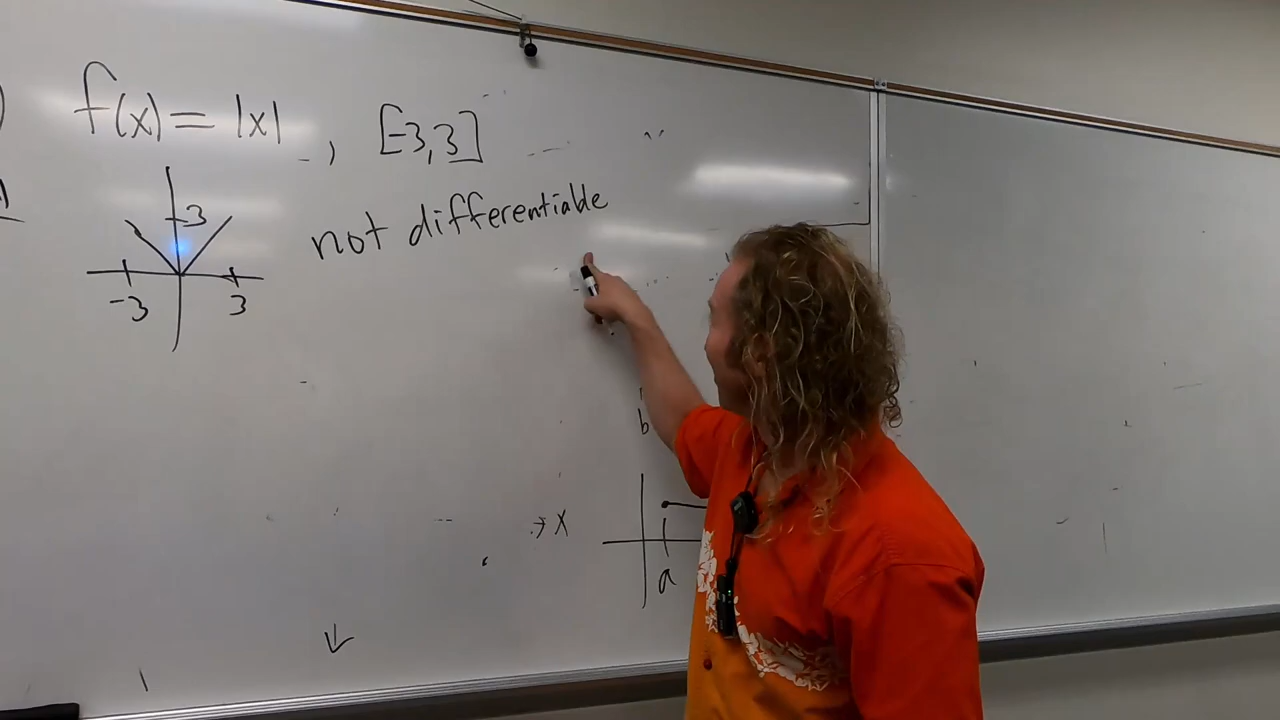 ) f(x) = |x| , [-3,3]
not differentiable
3
-3 3
b
→ x
a